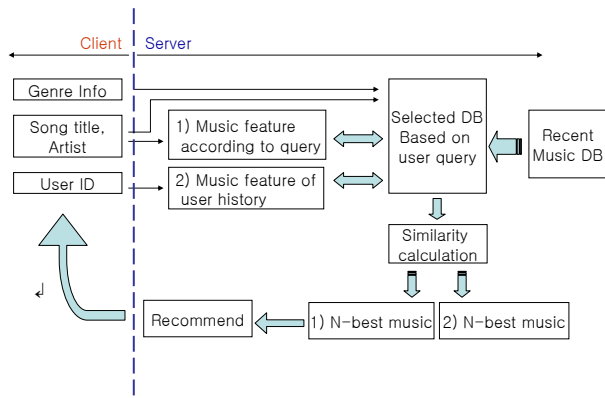 Client
Server
Genre Info
Song title,
Artist
User ID
1) Music feature
according to query
2) Music feature of
user history
Selected DB
Based on
user query
Recent
Music DB
Similarity
calculation
Recommend
1) N-best music
2) N-best music